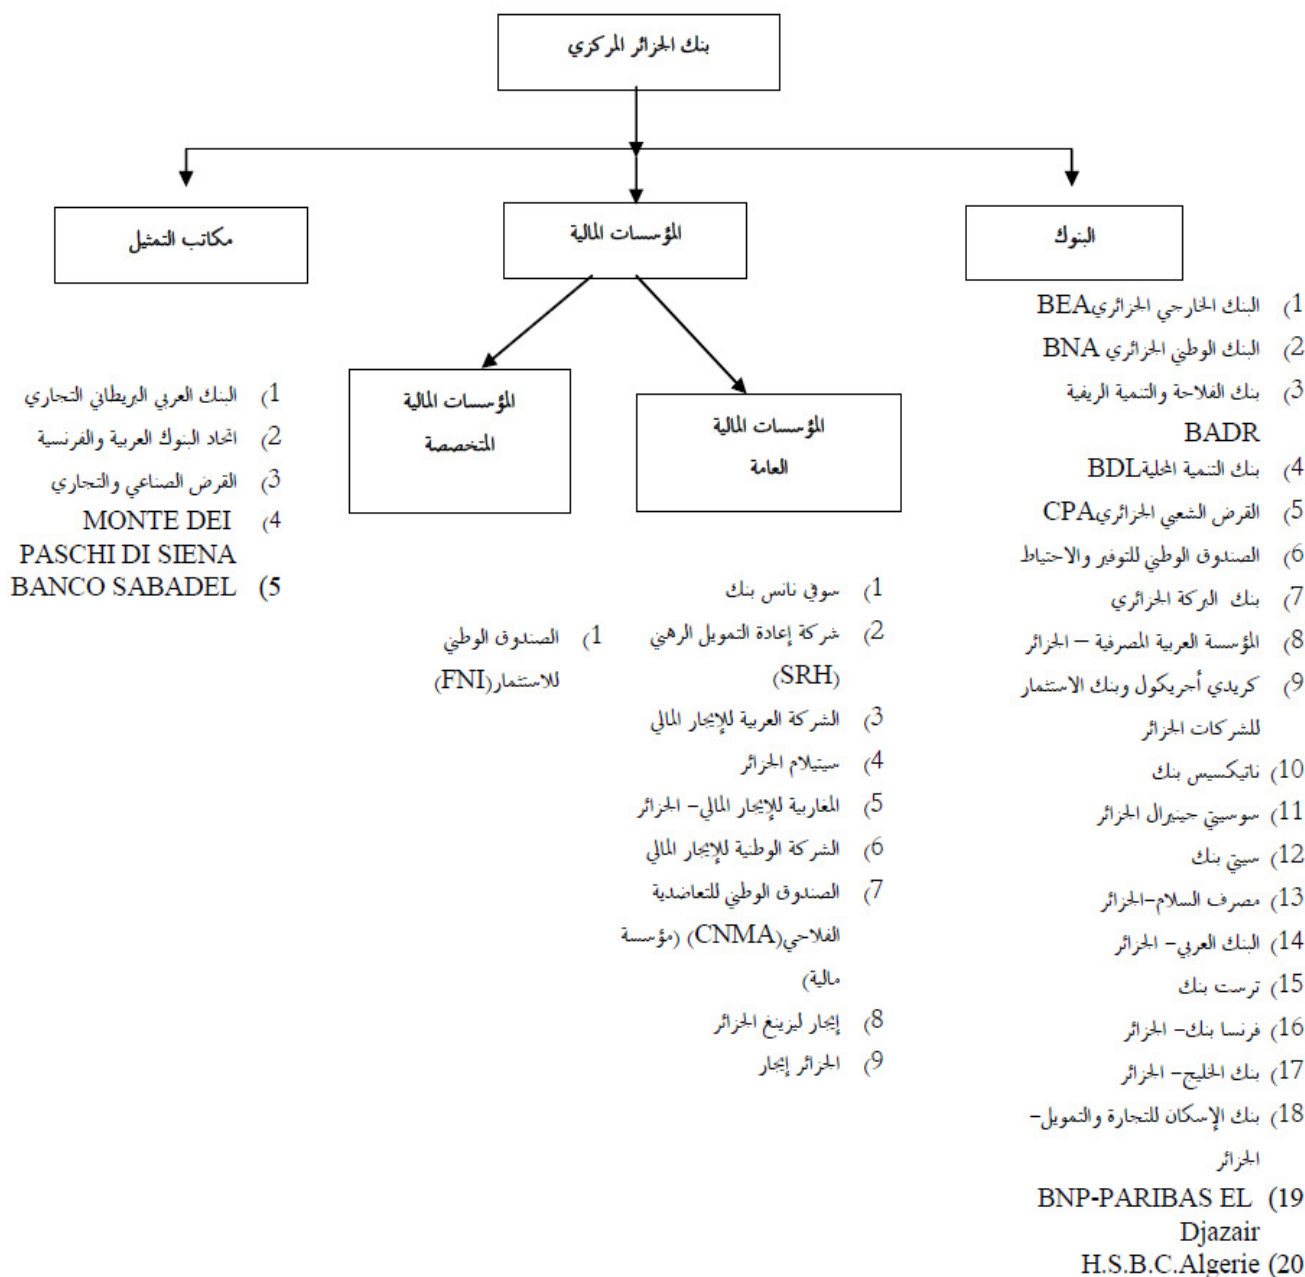 بنك الجزائر المركزي
البنوك
المؤسسات المالية
مكاتب التمثيل
1) البنك الخارجي الجزائريBEA
2) البنك الوطني الجزائري BNA
3) بنك الفلاحة والتنمية الريفية
BADR
4) بنك التنمية المحليةBDL
5) القرض الشعبي الجزائريCPA
6) الصندوق الوطني للتوفير والاحتياط
7) بنك البركة الجزائري
8) المؤسسة العربية المصرفية – الجزائر
9) كريدي أجريكول وبنك الاستثمار
للشركات الجزائر
10) ناتيكسيس بنك
11) سوسيتي جينيرال الجزائر
12) سيتي بنك
13) مصرف السلام-الجزائر
14) البنك العربي- الجزائر
15) ترست بنك
16) فرنسا بنك- الجزائر
17) بنك الخليج- الجزائر
18) بنك الإسكان للتجارة والتمويل-
الجزائر
19) BNP-PARIBAS EL
Djazair
20) H.S.B.C.Algerie
المؤسسات المالية
العامة
1) سوفي نانس بنك
2) شركة إعادة التمويل الرهني
(SRH)
3) الشركة العربية للإيجار المالي
4) سيتيلام الجزائر
5) المغاربية للإيجار المالي- الجزائر
6) الشركة الوطنية للإيجار المالي
7) الصندوق الوطني للتعاضدية
الفلاحي(CNMA) (مؤسسة
مالية)
8) إيجار ليزينغ الجزائر
9) الجزائر إيجار
المؤسسات المالية
المتخصصة
1) الصندوق الوطني
للاستثمار(FNI)
1) البنك العربي البريطاني التجاري
2) اتحاد البنوك العربية والفرنسية
3) القرض الصناعي والتجاري
4) MONTE DEI
PASCHI DI SIENA
5) BANCO SABADEL